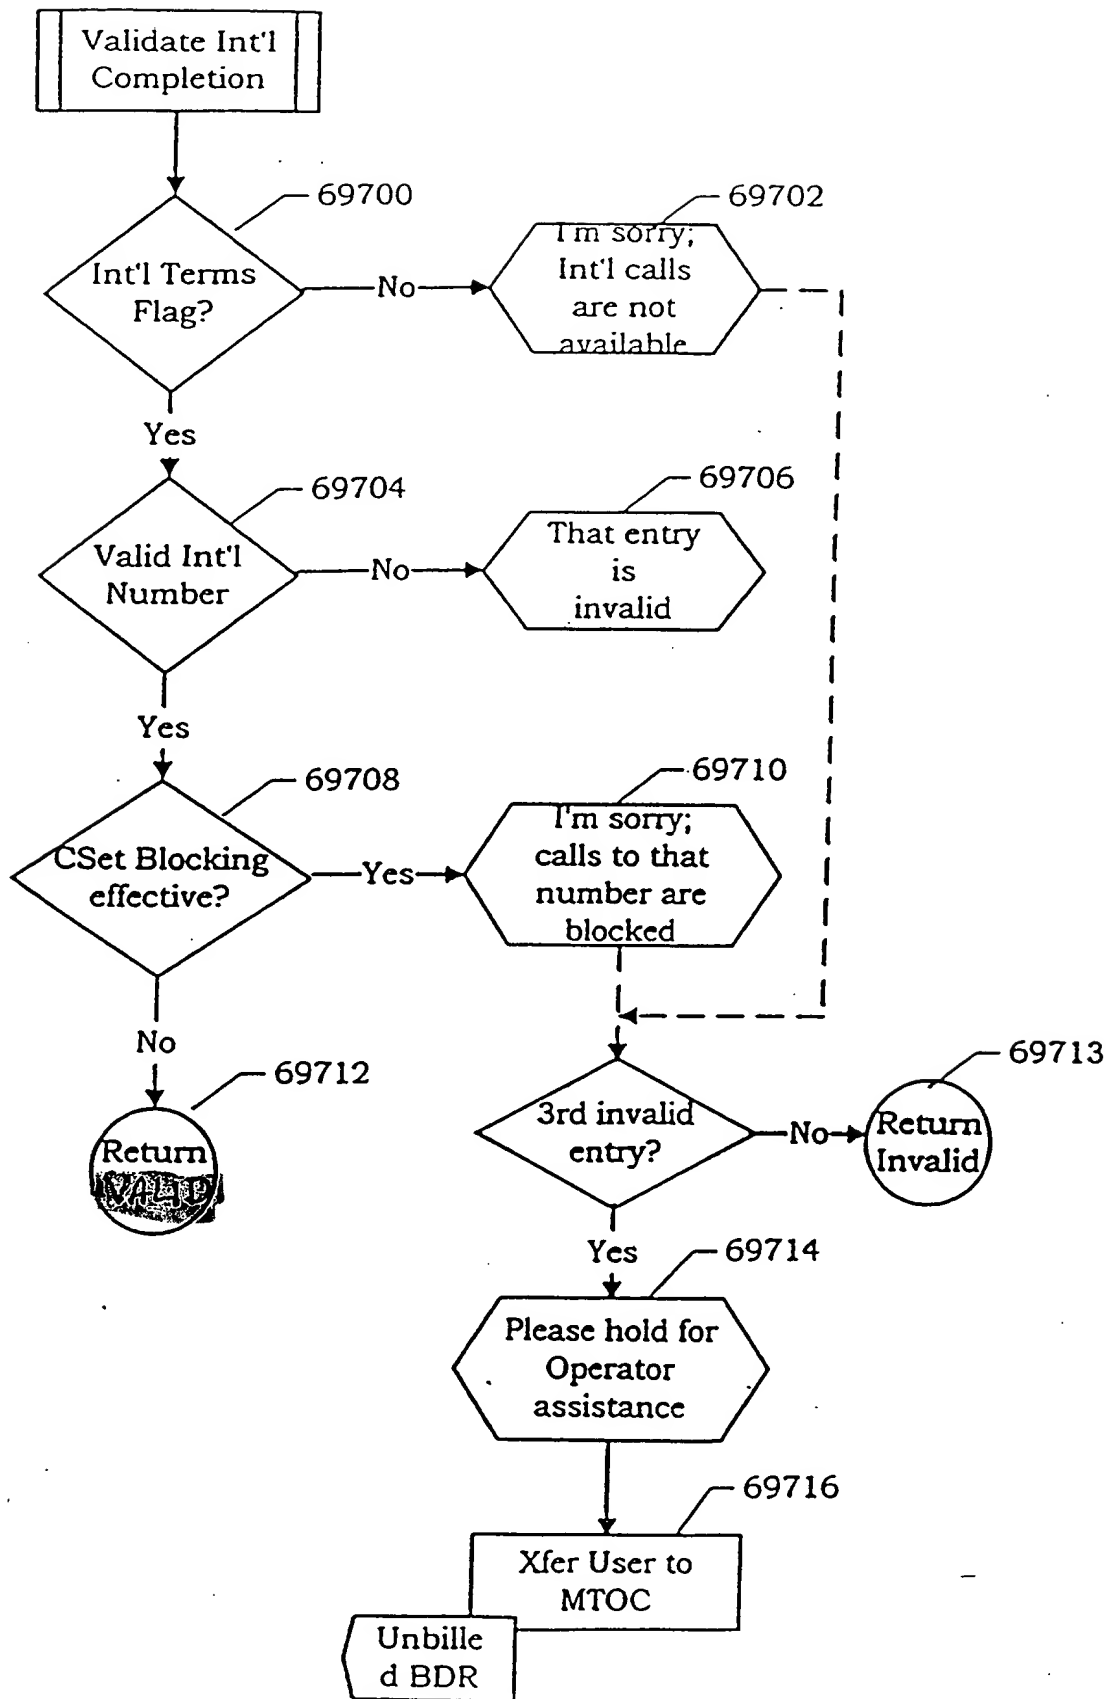 Validate Int'l
Completion
69700
69702
Int'l Terms
Flag?
No
I'm sorry;
Int'l calls
are not
available
Yes
69704
69706
Valid Int'l
Number
No
That entry
is
invalid
Yes
69708
69710
CSet Blocking
effective?
Yes
I'm sorry;
calls to that
number are
blocked
No
69712
69713
Return
VALID
3rd invalid
entry?
No
Return
Invalid
Yes
69714
Please hold for
Operator
assistance
69716
Xfer User to
MTOC
Unbille
d BDR